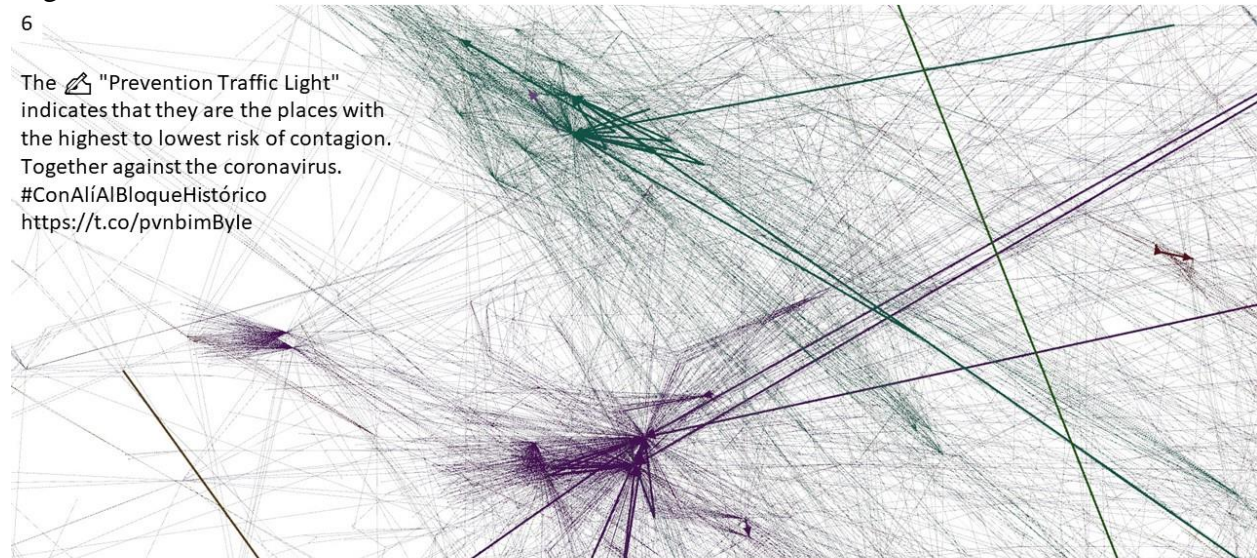 6
The ✍ "Prevention Traffic Light"
indicates that they are the places with
the highest to lowest risk of contagion.
Together against the coronavirus.
#ConAlíAlBloqueHistórico
https://t.co/pvnbimByIe